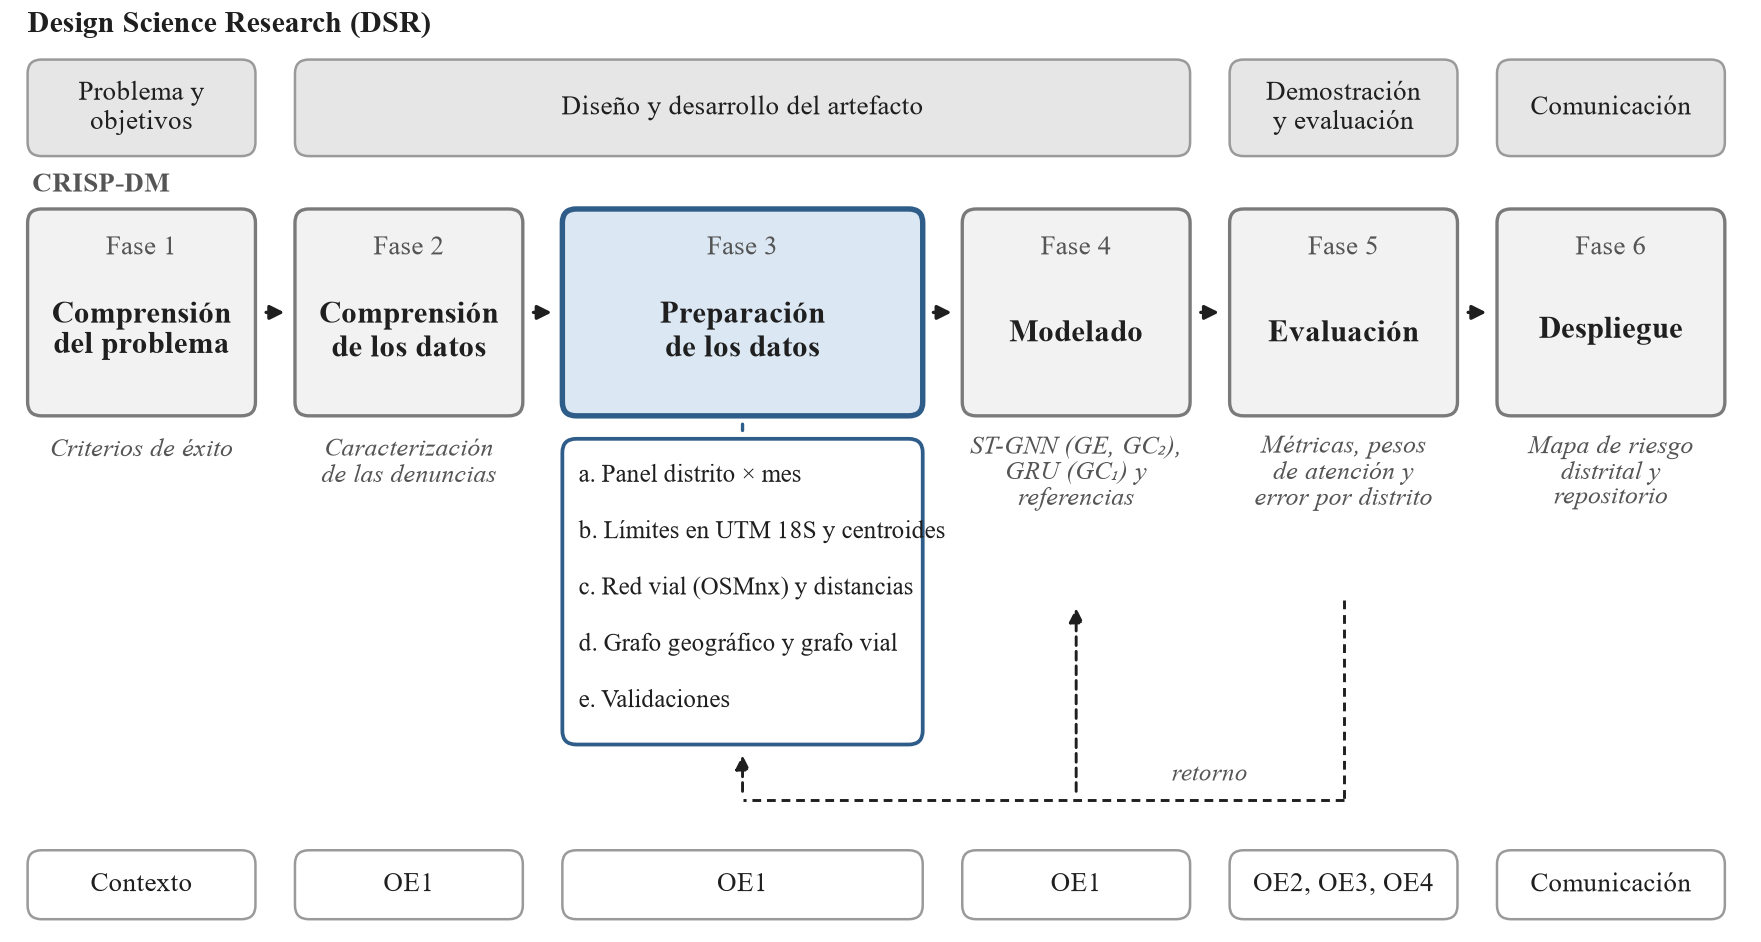 Design Science Research (DSR)
Problema y
objetivos
Diseño y desarrollo del artefacto
Demostración
y evaluación
Comunicación
CRISP-DM
Fase 1
Comprensión
del problema
Criterios de éxito
Fase 2
Comprensión
de los datos
Caracterización
de las denuncias
Fase 3
Preparación
de los datos
a. Panel distrito × mes
b. Límites en UTM 18S y centroides
c. Red vial (OSMnx) y distancias
d. Grafo geográfico y grafo vial
e. Validaciones
Fase 4
Modelado
ST-GNN (GE, GC₂),
GRU (GC₁) y
referencias
Fase 5
Evaluación
Métricas, pesos
de atención y
error por distrito
Fase 6
Despliegue
Mapa de riesgo
distrital y
repositorio
retorno
Contexto
OE1
OE1
OE1
OE2, OE3, OE4
Comunicación